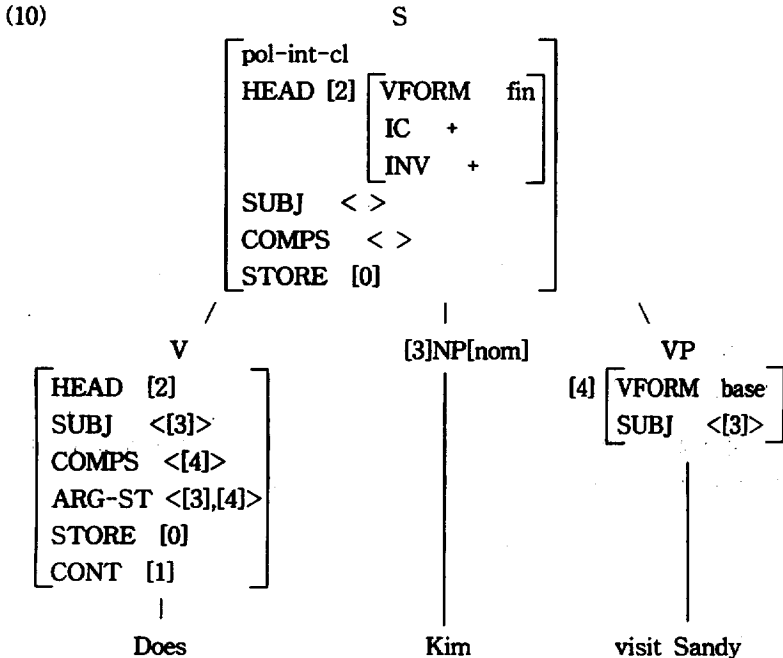 (10) S
pol-int-cl
HEAD [2] VFORM fin
IC +
INV +
SUBJ < >
COMPS < >
STORE [0]
V [3]NP[nom] VP
HEAD [2] [4] VFORM base
SUBJ <[3]> SUBJ <[3]>
COMPS <[4]>
ARG-ST <[3],[4]>
STORE [0]
CONT [1]
Does Kim visit Sandy